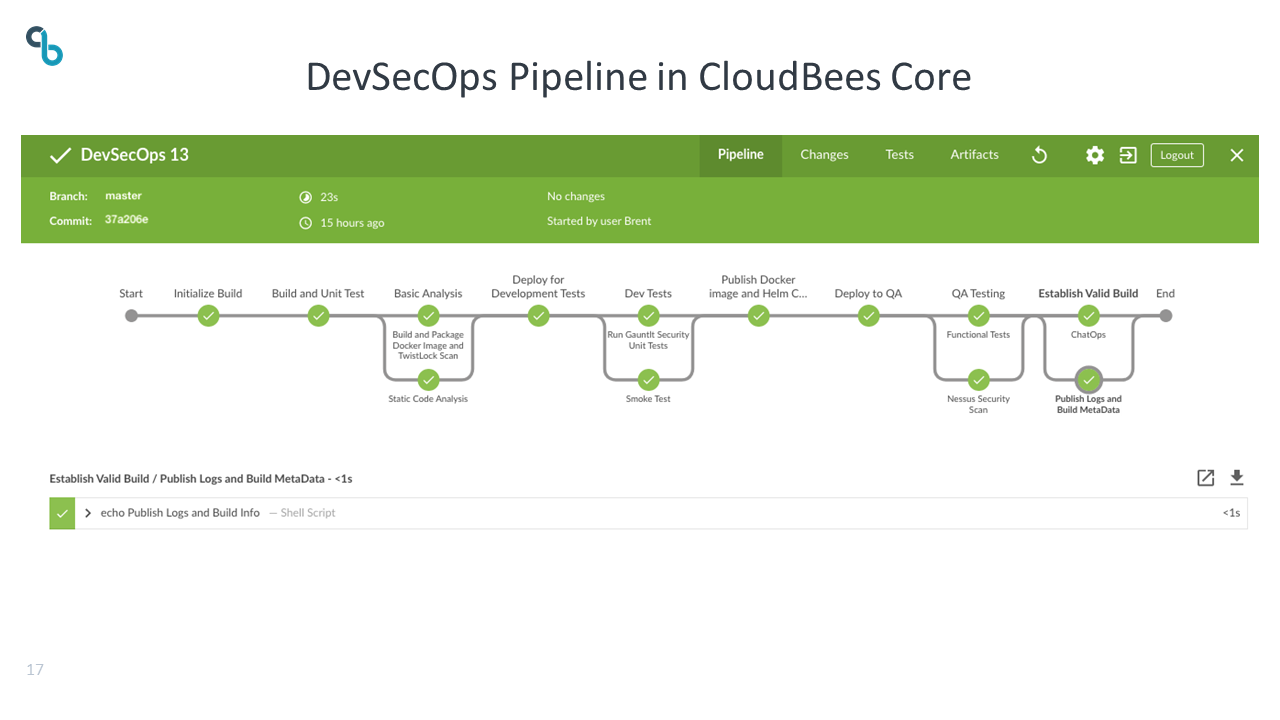 DevSecOps Pipeline in CloudBees Core
DevSecOps 13
Pipeline
Changes
Tests
Artifacts
Logout
Branch: master
23s
No changes
Commit: 37a206e
15 hours ago
Started by user Brent
Start
Initialize Build
Build and Unit Test
Basic Analysis
Deploy for
Development Tests
Dev Tests
Publish Docker
image and Helm C...
Deploy to QA
QA Testing
Establish Valid Build
End
Build and Package
Docker Image and
TwistLock Scan
Static Code Analysis
Run Gauntlt Security
Unit Tests
Smoke Test
Functional Tests
Nessus Security
Scan
ChatOps
Publish Logs and
Build MetaData
Establish Valid Build / Publish Logs and Build MetaData - <1s
echo Publish Logs and Build Info — Shell Script
<1s
17